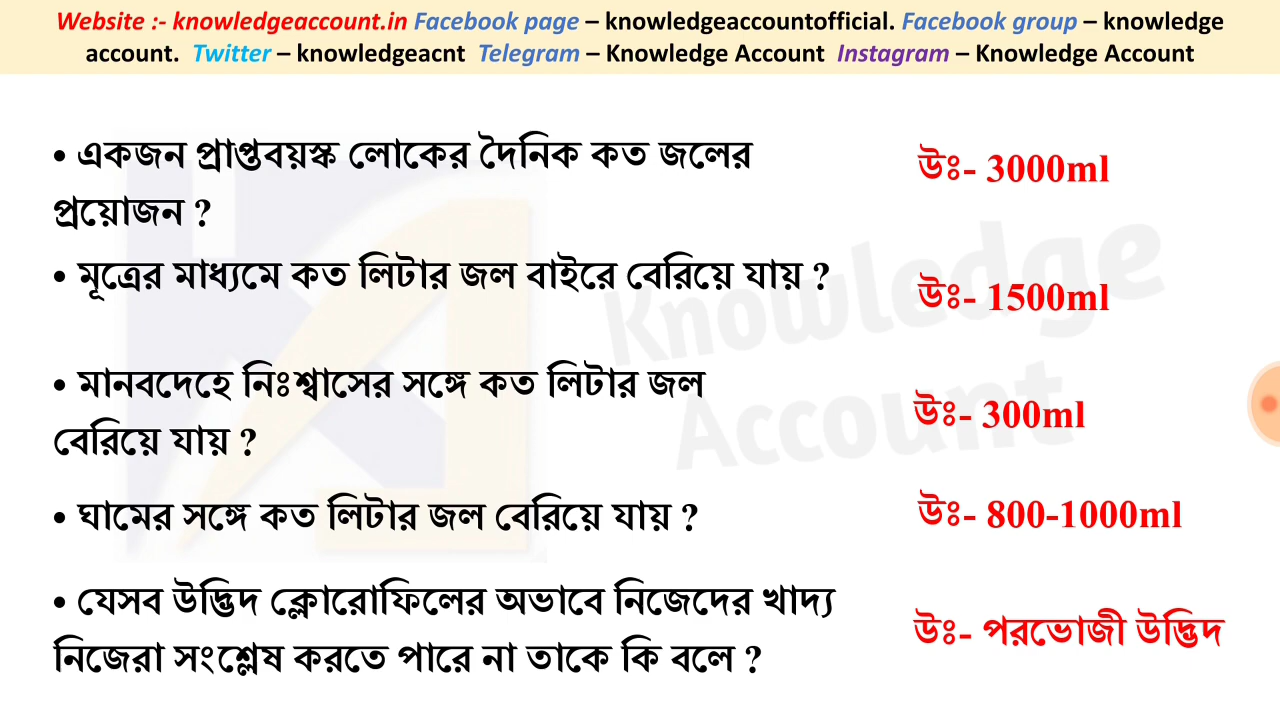 Website :- knowledgeaccount.in Facebook page – knowledgeaccountofficial. Facebook group – knowledge
account. Twitter – knowledgeacnt Telegram – Knowledge Account Instagram – Knowledge Account
• একজন প্রাপ্তবয়স্ক লোকের দৈনিক কত জলের
প্রয়োজন ?
উঃ- 3000ml
• মূত্রের মাধ্যমে কত লিটার জল বাইরে বেরিয়ে যায় ?
উঃ- 1500ml
• মানবদেহে নিঃশ্বাসের সঙ্গে কত লিটার জল
বেরিয়ে যায় ?
উঃ- 300ml
• ঘামের সঙ্গে কত লিটার জল বেরিয়ে যায় ?
উঃ- 800-1000ml
• যেসব উদ্ভিদ ক্লোরোফিলের অভাবে নিজেদের খাদ্য
নিজেরা সংশ্লেষ করতে পারে না তাকে কি বলে ?
উঃ- পরভোজী উদ্ভিদ
Knowledge
Account